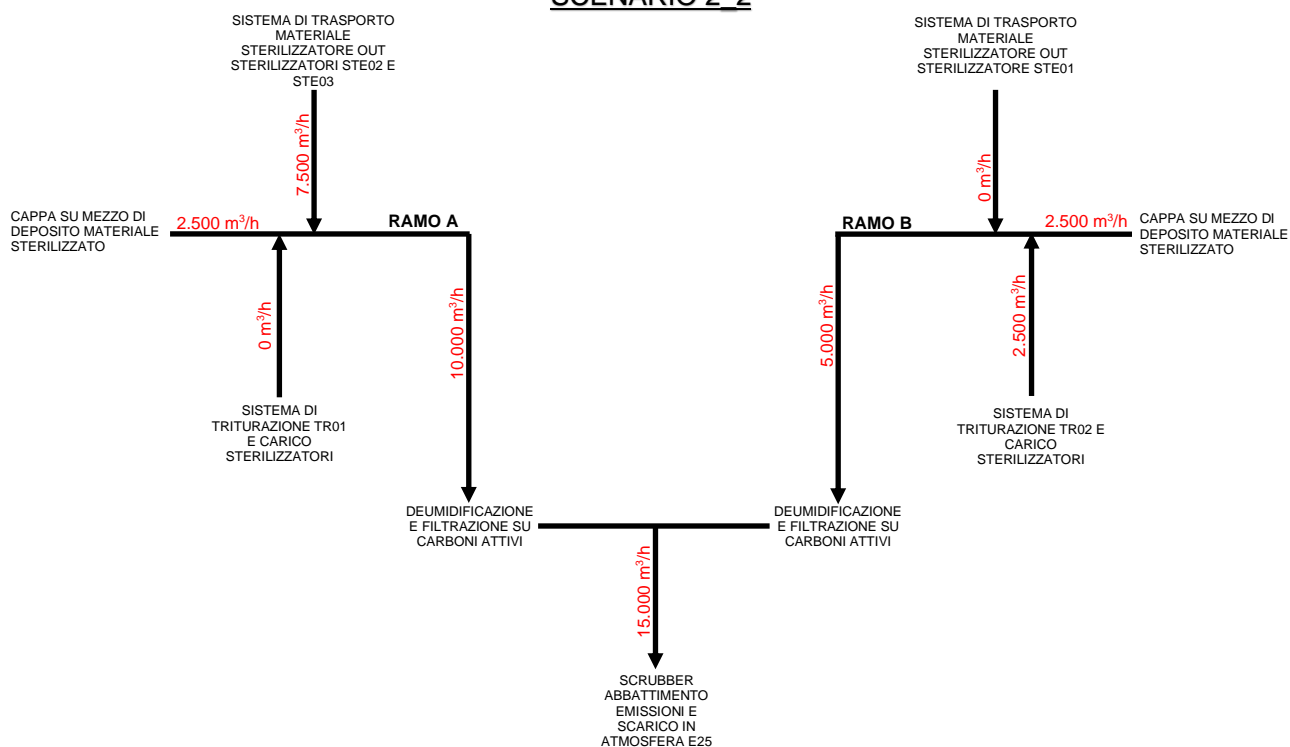 SCENARIO 2_2
SISTEMA DI TRASPORTO
MATERIALE
STERILIZZATORE OUT
STERILIZZATORI STE02 E
STE03
SISTEMA DI TRASPORTO
MATERIALE
STERILIZZATORE OUT
STERILIZZATORE STE01
7.500 m³/h
0 m³/h
CAPPA SU MEZZO DI
DEPOSITO MATERIALE
STERILIZZATO
2.500 m³/h
RAMO A
RAMO B
2.500 m³/h
CAPPA SU MEZZO DI
DEPOSITO MATERIALE
STERILIZZATO
0 m³/h
10.000 m³/h
5.000 m³/h
2.500 m³/h
SISTEMA DI
TRITURAZIONE TR01
E CARICO
STERILIZZATORI
SISTEMA DI
TRITURAZIONE TR02 E
CARICO
STERILIZZATORI
DEUMIDIFICAZIONE
E FILTRAZIONE SU
CARBONI ATTIVI
DEUMIDIFICAZIONE
E FILTRAZIONE SU
CARBONI ATTIVI
15.000 m³/h
SCRUBBER
ABBATTIMENTO
EMISSIONI E
SCARICO IN
ATMOSFERA E25